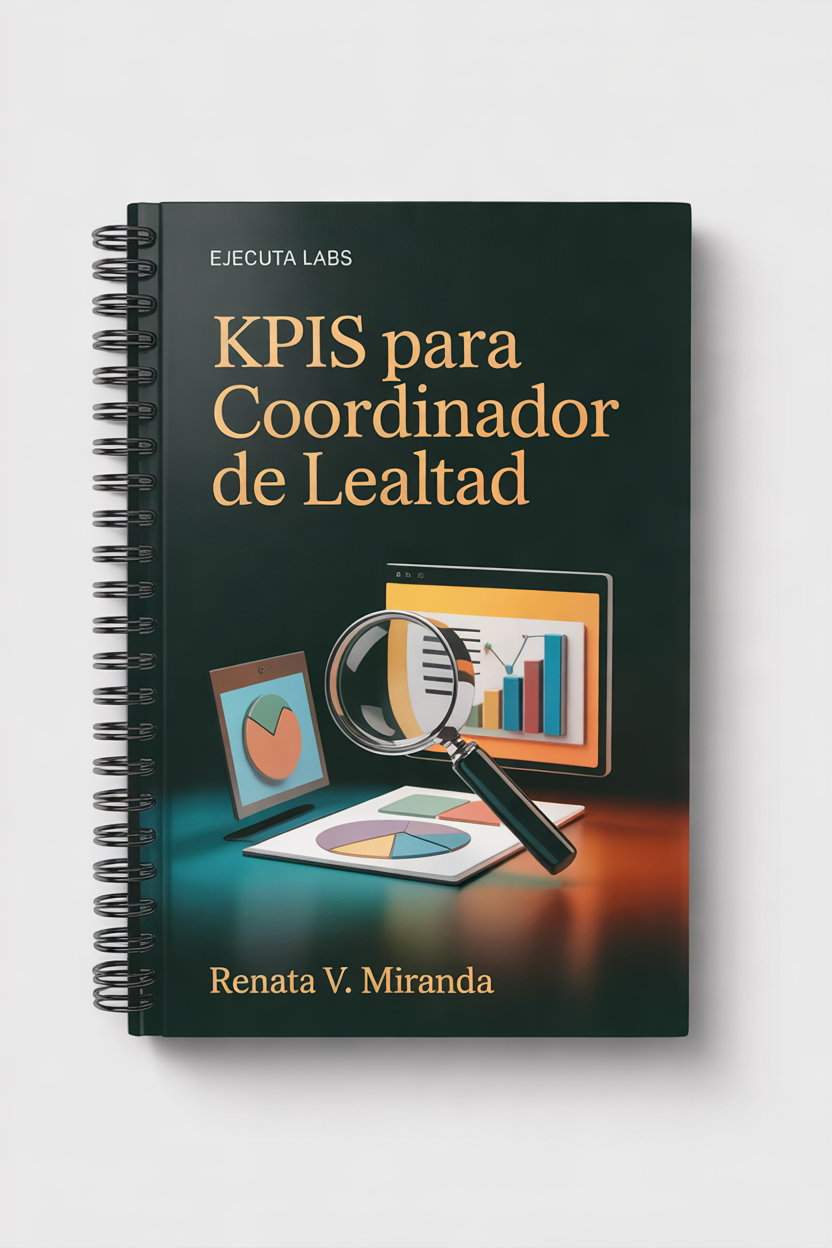 EJECUTA LABS
KPIS para
Coordinador
de Lealtad
Renata V. Miranda